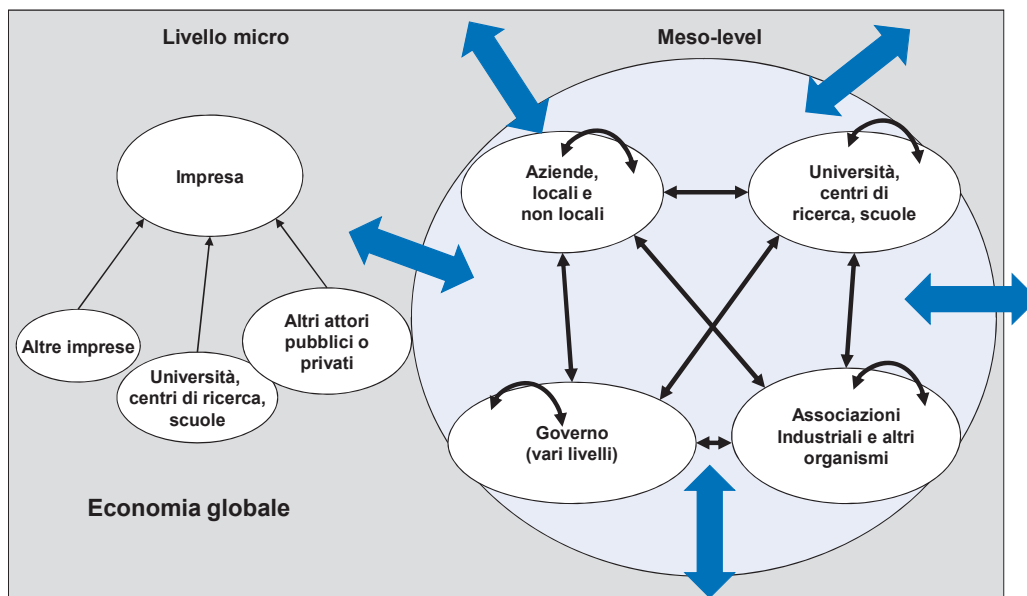 Livello micro
Meso-level
Impresa
Altre imprese
Università,
centri di ricerca,
scuole
Altri attori
pubblici o
privati
Economia globale
Aziende,
locali e
non locali
Università,
centri di
ricerca, scuole
Governo
(vari livelli)
Associazioni
Industriali e altri
organismi